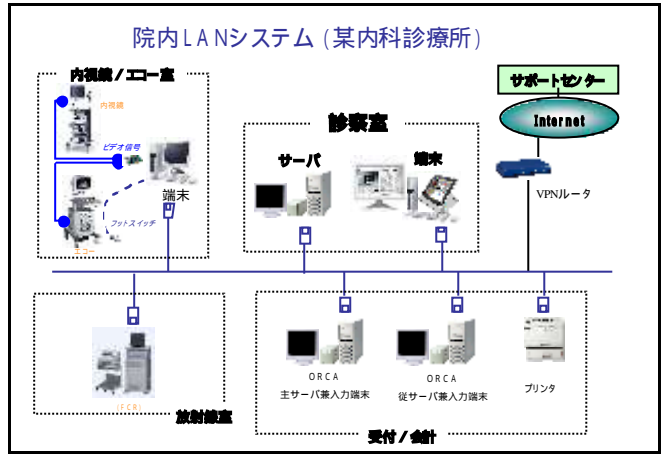 院内LANシステム (某内科診療所)
内視鏡/エコー室
内視鏡
ビデオ信号
端末
フットスイッチ
エコー
診察室
サーバ
端末
サポートセンター
Internet
VPNルータ
(FCR)
放射線室
ORCA
主サーバ兼入力端末
ORCA
従サーバ兼入力端末
プリンタ
受付/会計